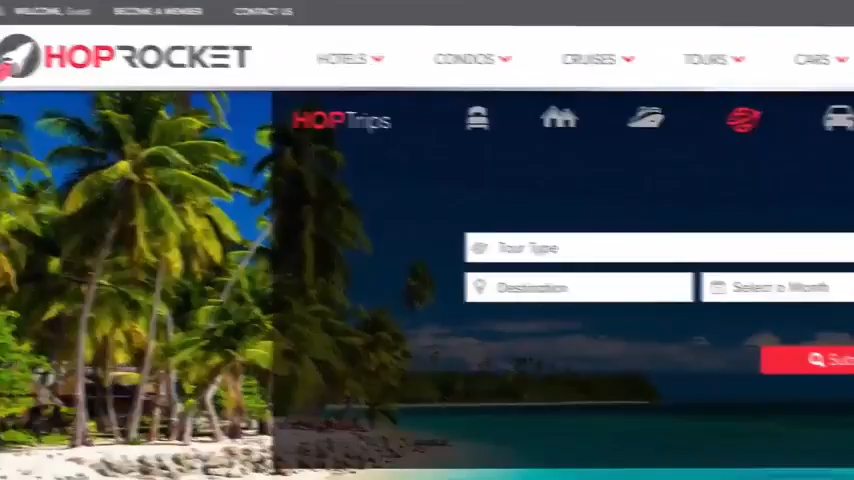 WELCOME, Guest BECOME A MEMBER CONTACT US
HOPROCKET
HOTELS CONDOS CRUISES TOURS CARS
HOPTrips
Tour Type
Destination Select a Month